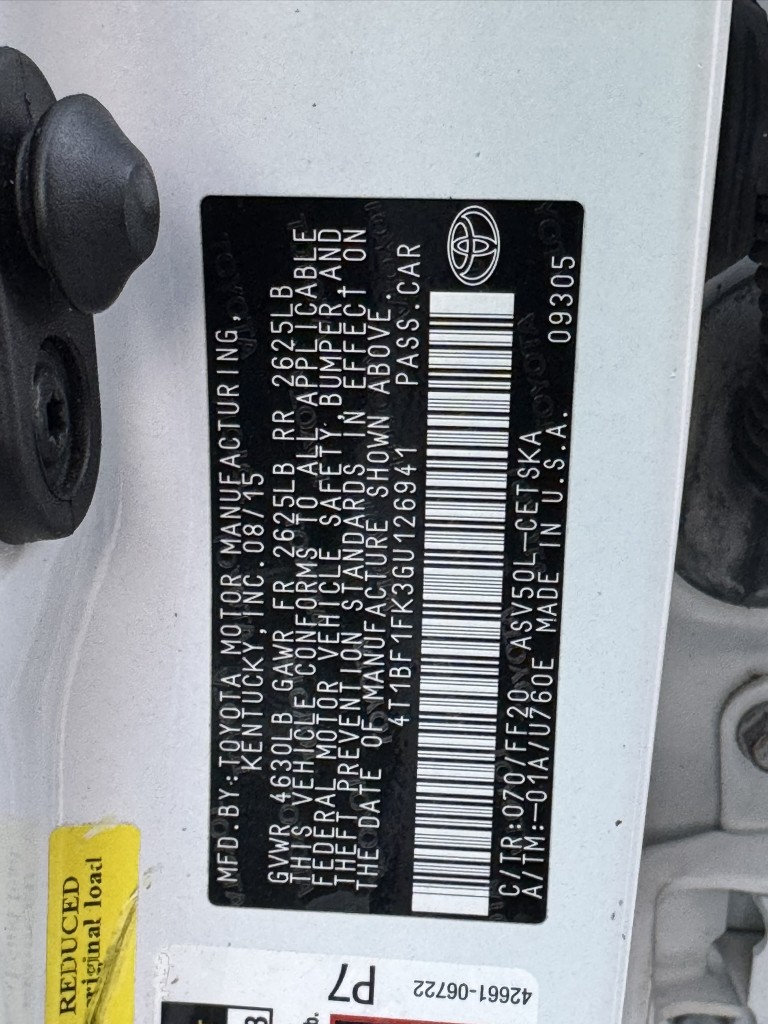 MFD.BY:TOYOTA MOTOR MANUFACTURING,
KENTUCKY,INC.08/15
GVWR 4630LB GAWR FR 2625LB RR 2625LB
THIS VEHICLE CONFORMS TO ALL APPLICABLE
FEDERAL MOTOR VEHICLE SAFETY,BUMPER,AND
THEFT PREVENTION STANDARDS IN EFFECT ON
THE DATE OF MANUFACTURE SHOWN ABOVE.
4T1BF1FK3GU126941 PASS.CAR
C/TR:070/FF20 ASV50L-CETSKA
A/TM:-01A/U760E MADE IN U.S.A.
09305
REDUCED
original load
P7
42661-06722